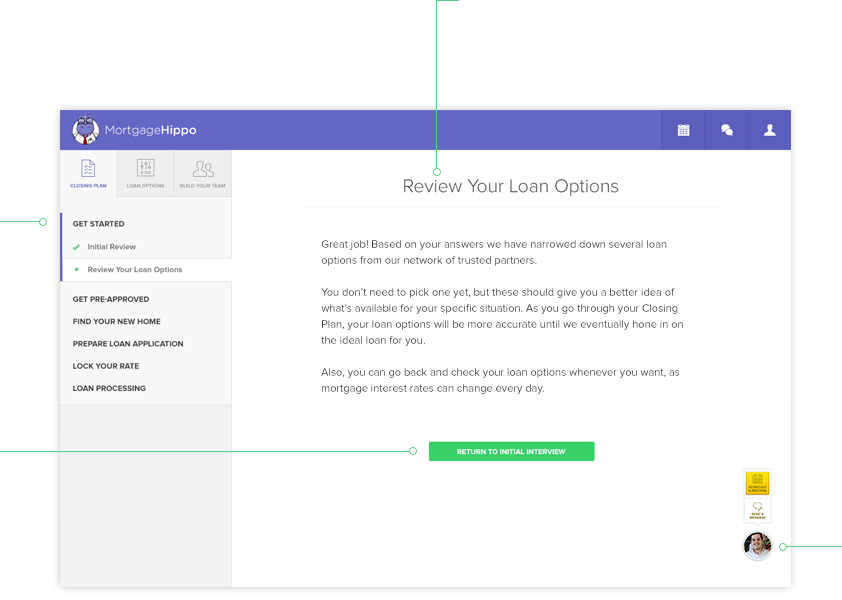 MortgageHippo
CLOSING PLAN
LOAN OPTIONS
BUILD YOUR TEAM
GET STARTED
Initial Review
Review Your Loan Options
GET PRE-APPROVED
FIND YOUR NEW HOME
PREPARE LOAN APPLICATION
LOCK YOUR RATE
LOAN PROCESSING
Review Your Loan Options
Great job! Based on your answers we have narrowed down several loan
options from our network of trusted partners.
You don't need to pick one yet, but these should give you a better idea of
what's available for your specific situation. As you go through your Closing
Plan, your loan options will be more accurate until we eventually hone in on
the ideal loan for you.
Also, you can go back and check your loan options whenever you want, as
mortgage interest rates can change every day.
RETURN TO INITIAL INTERVIEW
SCHEDULE
A MEETING
SEND A
MESSAGE